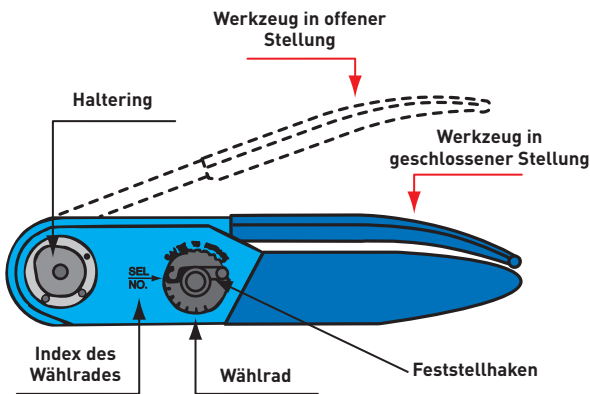 Werkzeug in offener
Stellung
Haltering
Werkzeug in
geschlossener Stellung
SEL
NO.
Index des
Wählrades
Wählrad
Feststellhaken